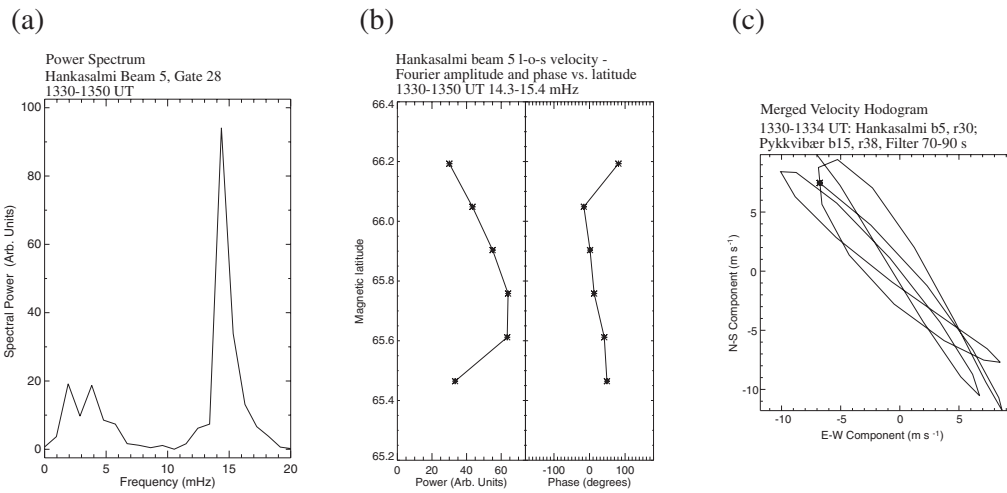 (a)
Power Spectrum
Hankasalmi Beam 5, Gate 28
1330-1350 UT
100
80
60
40
20
0
Spectral Power (Arb. Units)
0 5 10 15 20
Frequency (mHz)
(b)
Hankasalmi beam 5 l-o-s velocity -
Fourier amplitude and phase vs. latitude
1330-1350 UT 14.3-15.4 mHz
66.4
66.2
66.0
65.8
65.6
65.4
65.2
Magnetic latitude
0 20 40 60
Power (Arb. Units)
-100 0 100
Phase (degrees)
(c)
Merged Velocity Hodogram
1330-1334 UT: Hankasalmi b5, r30;
Pykkvibær b15, r38, Filter 70-90 s
5
0
-5
-10
N-S Component (m s⁻¹)
-10 -5 0 5
E-W Component (m s⁻¹)